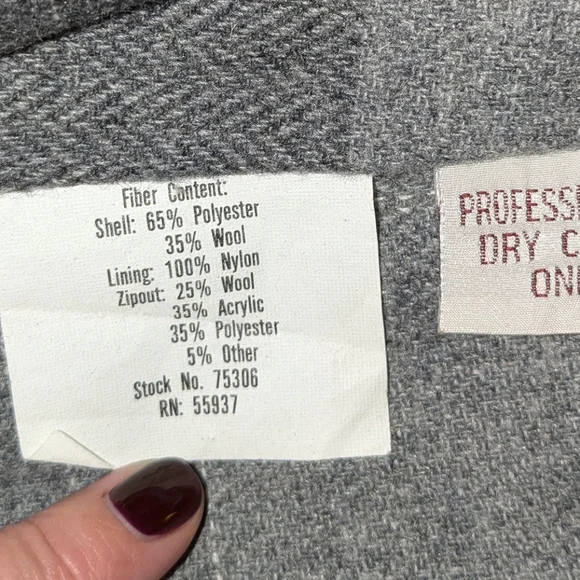 Fiber Content:
Shell: 65% Polyester
35% Wool
Lining: 100% Nylon
Zipout: 25% Wool
35% Acrylic
35% Polyester
5% Other
Stock No. 75306
RN: 55937
DRY